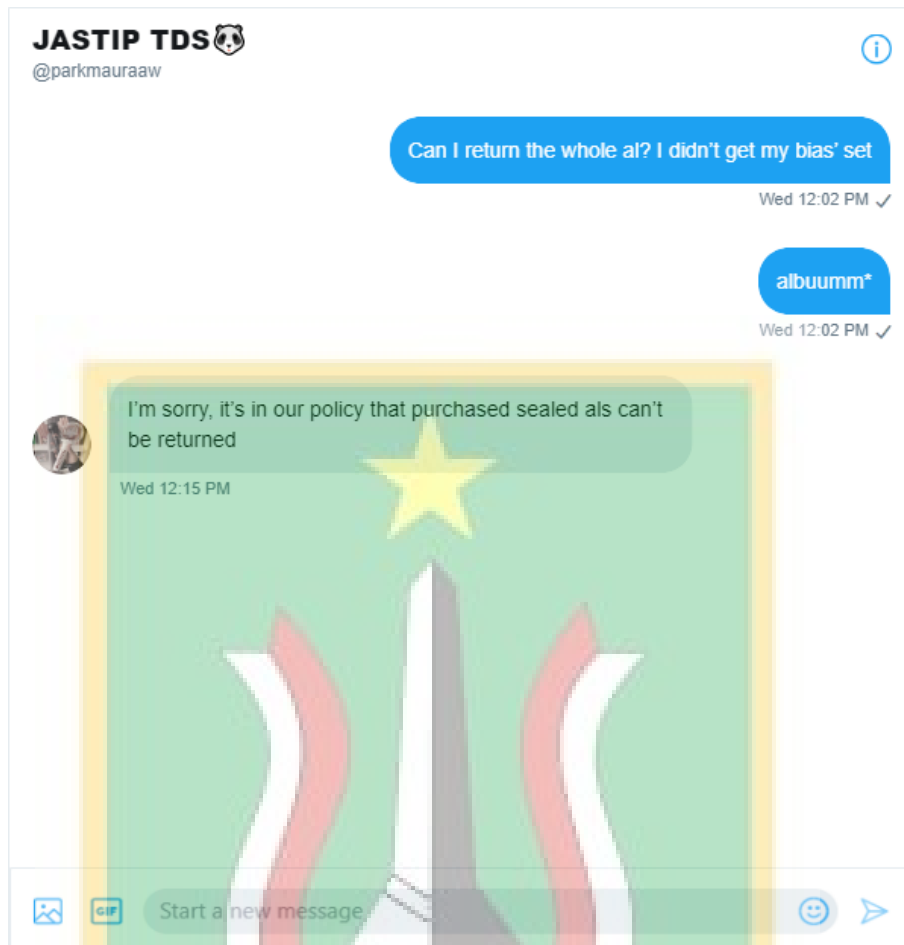 JASTIP TDS🐼
@parkmauraaw
Can I return the whole al? I didn't get my bias' set
Wed 12:02 PM
albuumm*
Wed 12:02 PM
I'm sorry, it's in our policy that purchased sealed als can't
be returned
Wed 12:15 PM
GIF
Start a new message